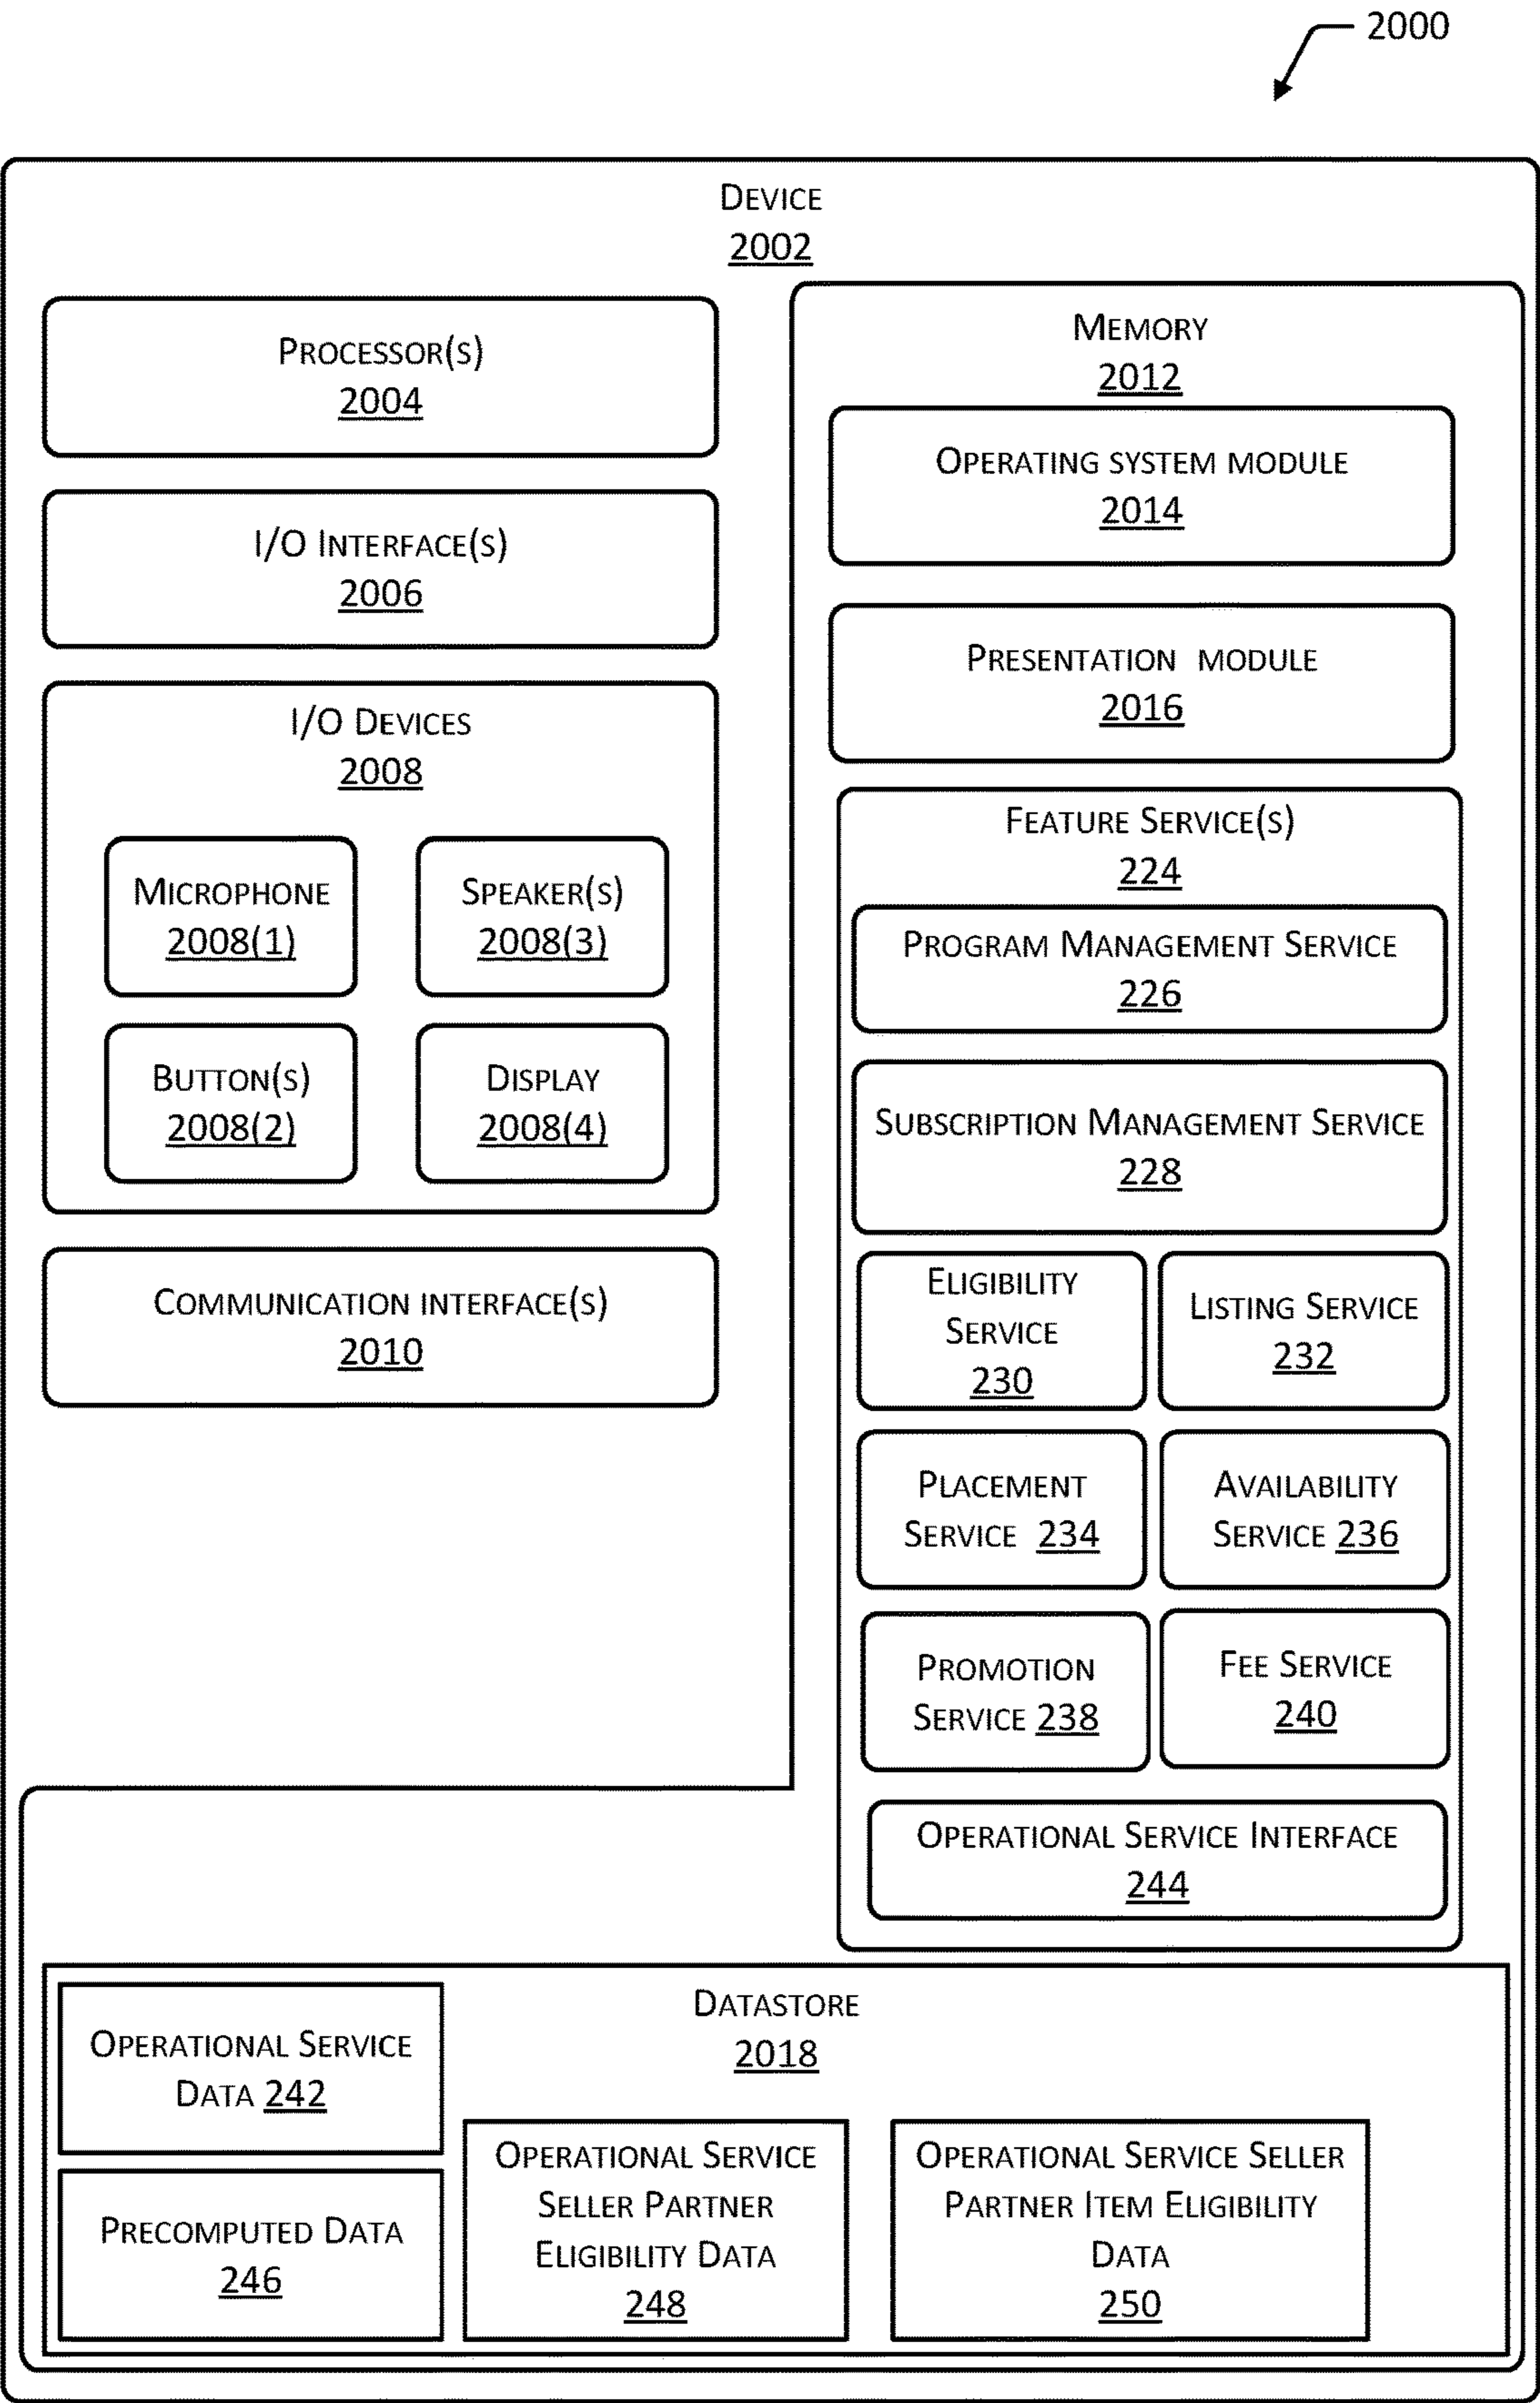 2000
Device
2002
Processor(s)
2004
I/O Interface(s)
2006
I/O Devices
2008
Microphone
2008(1)
Speaker(s)
2008(3)
Button(s)
2008(2)
Display
2008(4)
Communication interface(s)
2010
Memory
2012
Operating system module
2014
Presentation module
2016
Feature Service(s)
224
Program Management Service
226
Subscription Management Service
228
Eligibility
Service
230
Listing Service
232
Placement
Service 234
Availability
Service 236
Promotion
Service 238
Fee Service
240
Operational Service Interface
244
Datastore
2018
Operational Service
Data 242
Precomputed Data
246
Operational Service
Seller Partner
Eligibility Data
248
Operational Service Seller
Partner Item Eligibility
Data
250